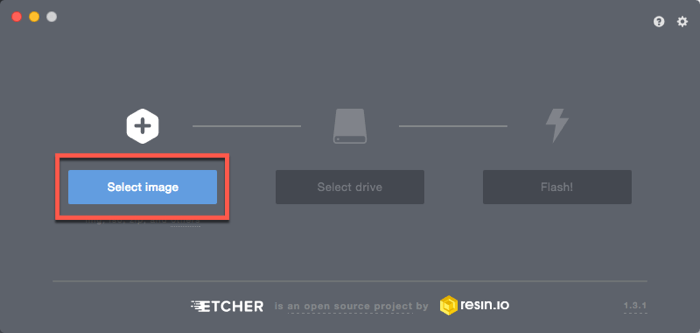 Select image
Select drive
Flash!
ETCHER is an open source project by resin.io
1.3.1